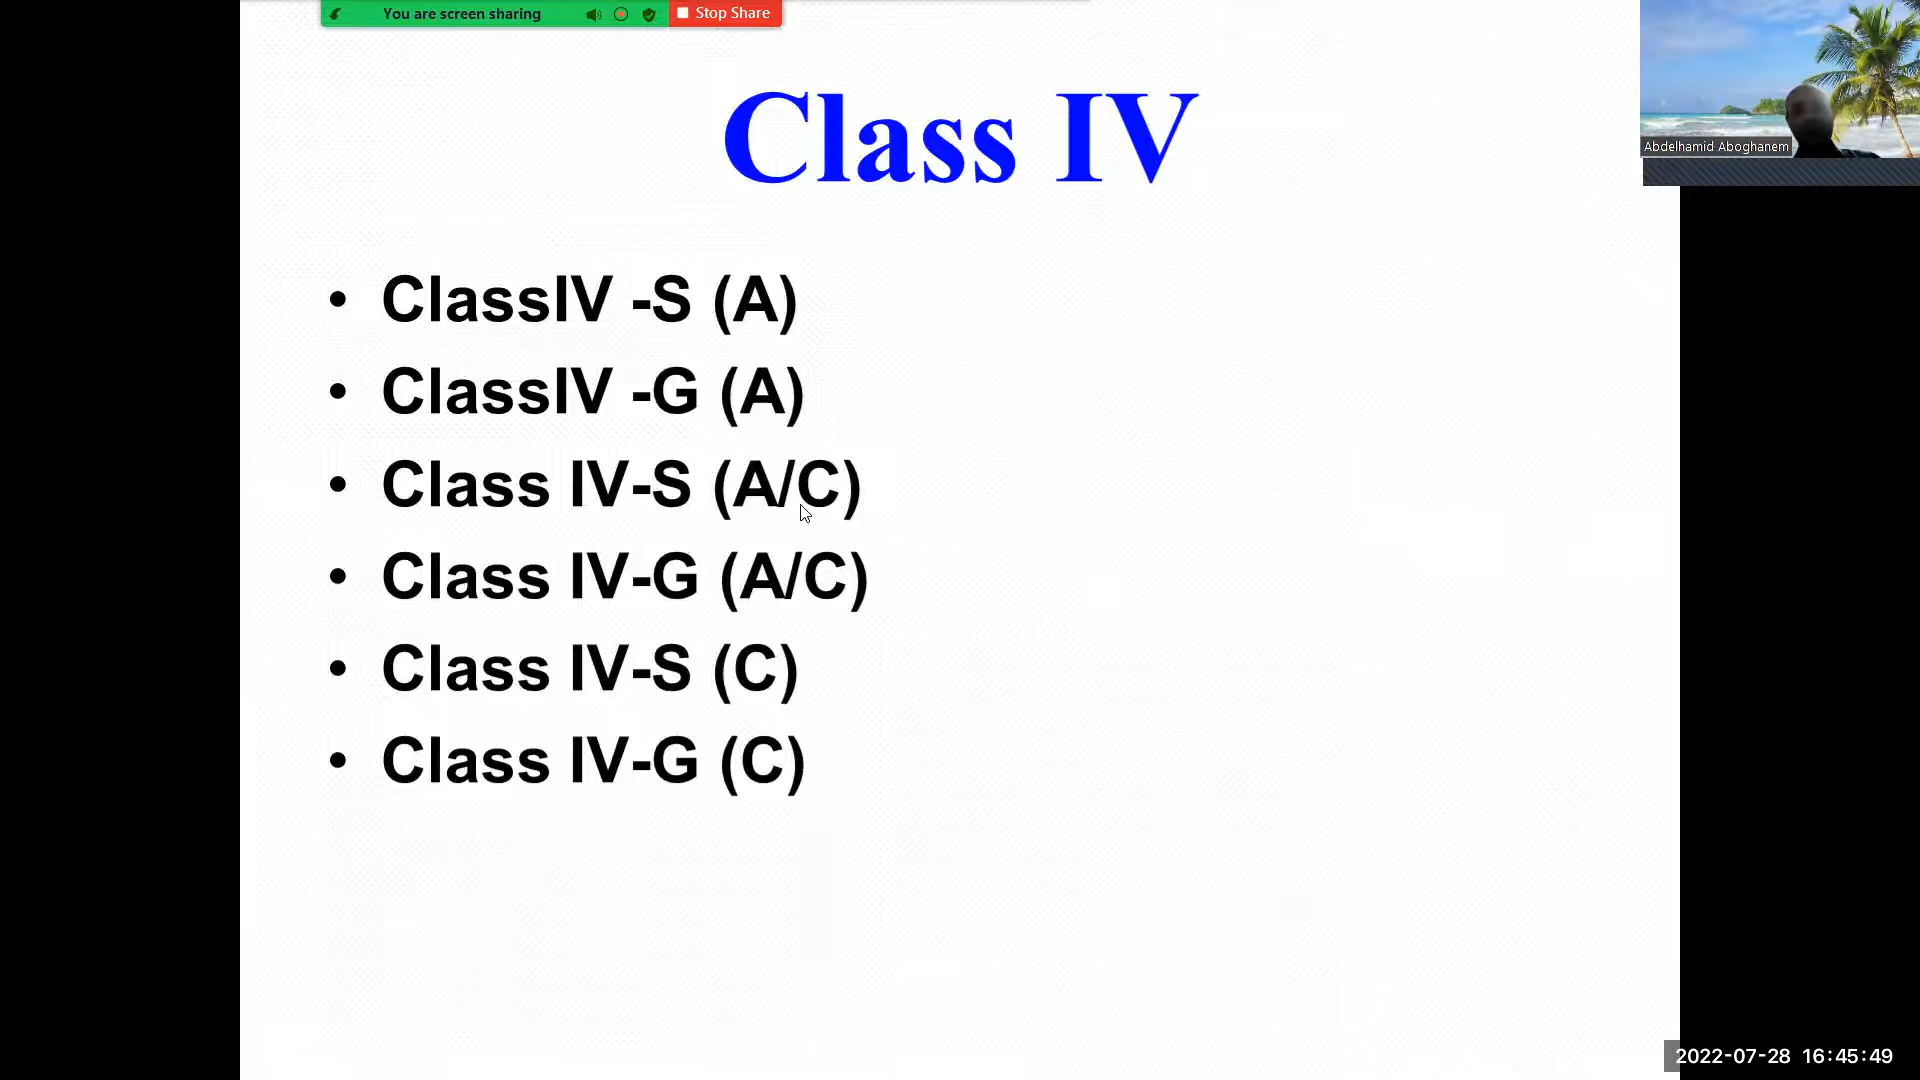 You are screen sharing
Stop Share
Class IV
Abdelhamid Aboghanem
• ClassIV -S (A)
• ClassIV -G (A)
• Class IV-S (A/C)
• Class IV-G (A/C)
• Class IV-S (C)
• Class IV-G (C)
2022-07-28 16:45:49